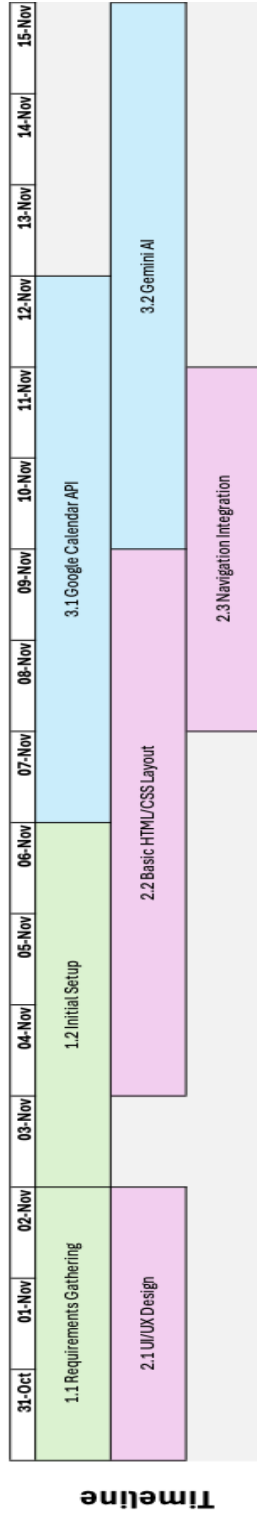 Timeline
31-Oct
01-Nov
02-Nov
03-Nov
04-Nov
05-Nov
06-Nov
07-Nov
08-Nov
09-Nov
10-Nov
11-Nov
12-Nov
13-Nov
14-Nov
15-Nov
1.1 Requirements Gathering
1.2 Initial Setup
3.1 Google Calendar API
2.1 UI/UX Design
2.2 Basic HTML/CSS Layout
3.2 Gemini AI
2.3 Navigation Integration